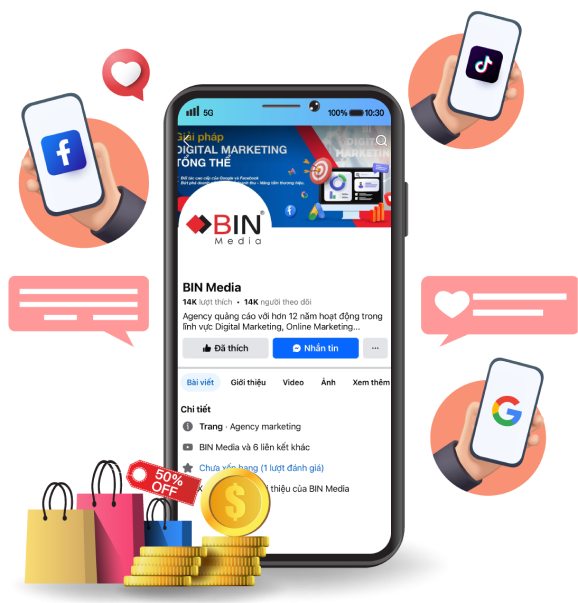 5G
100%
10:30
Giải pháp
DIGITAL MARKETING
TỔNG THỂ
DIGIT
MARKETIN
BIN®
Media
BIN Media
14K lượt thích • 14K người theo dõi
Agency quảng cáo với hơn 12 năm hoạt động trong
lĩnh vực Digital Marketing, Online Marketing...
Đã thích
Nhắn tin
...
Bài viết Giới thiệu Video Ảnh Xem thêm
Chi tiết
Trang · Agency marketing
BIN Media và 6 liên kết khác
Chưa xếp hạng (1 lượt đánh giá)
X thiệu của BIN Media
50%
OFF